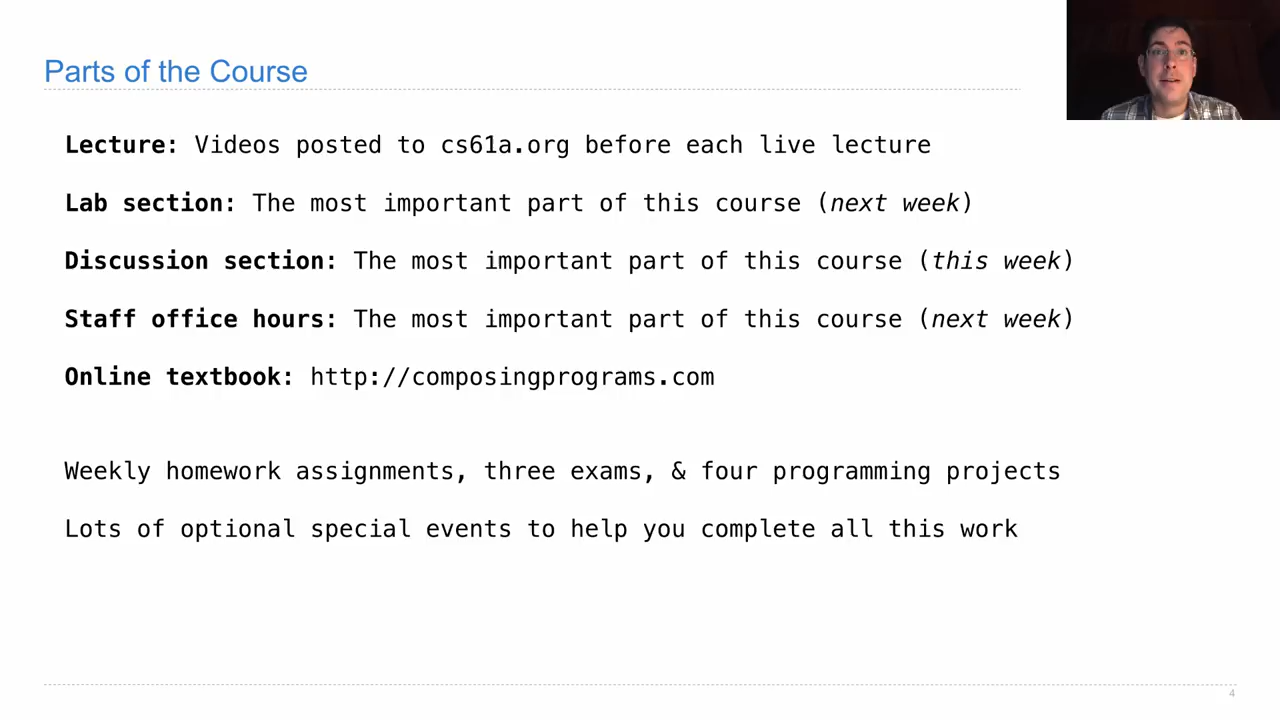 Parts of the Course
Lecture: Videos posted to cs61a.org before each live lecture
Lab section: The most important part of this course (next week)
Discussion section: The most important part of this course (this week)
Staff office hours: The most important part of this course (next week)
Online textbook: http://composingprograms.com
Weekly homework assignments, three exams, & four programming projects
Lots of optional special events to help you complete all this work
4